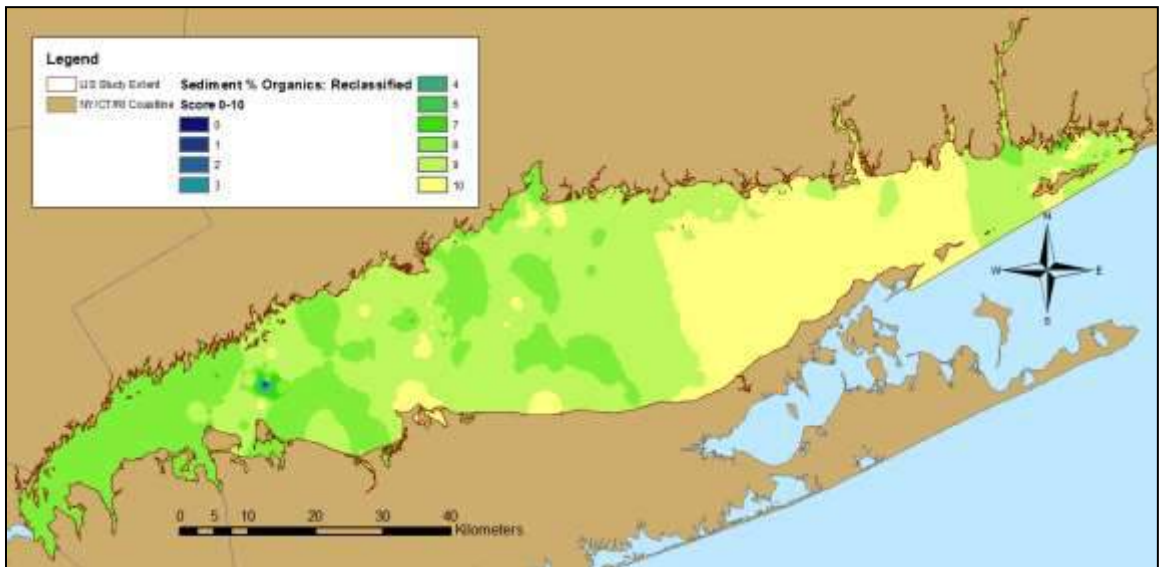 Legend
LIS Study Extent
NY/CT/RI Coastline
Sediment % Organics: Reclassified
Score 0-10
0
1
2
3
4
5
7
8
9
10
N
W E
S
0 5 10 20 30 40
Kilometers